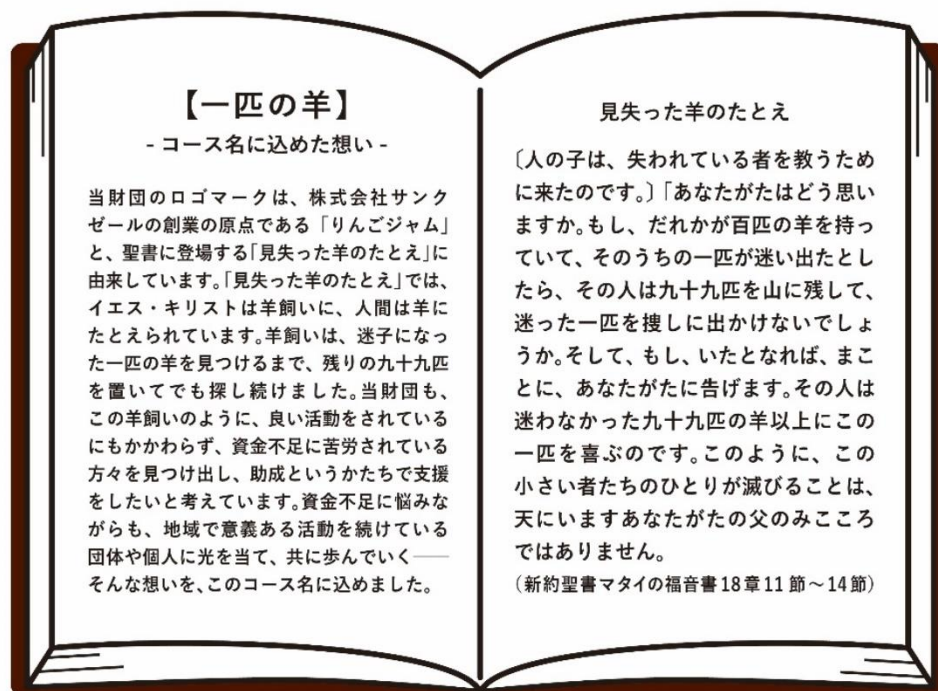 【一匹の羊】
- コース名に込めた想い -
当財団のロゴマークは、株式会社サンク
ゼールの創業の原点である「りんごジャム」
と、聖書に登場する「見失った羊のたとえ」に
由来しています。「見失った羊のたとえ」では、
イエス・キリストは羊飼いに、人間は羊に
たとえられています。羊飼いは、迷子になっ
た一匹の羊を見つけるまで、残りの九十九匹
を置いてでも探し続けました。当財団も、
この羊飼いのように、良い活動をされている
にもかかわらず、資金不足に苦労されている
方々を見つけ出し、助成というかたちで支援
をしたいと考えています。資金不足に悩みな
がらも、地域で意義ある活動を続けている
団体や個人に光を当て、共に歩んでいく――
そんな想いを、このコース名に込めました。
見失った羊のたとえ
〔人の子は、失われている者を教うため
に来たのです。〕「あなたがたはどう思い
ますか。もし、だれかが百匹の羊を持っ
ていて、そのうちの一匹が迷い出たとし
たら、その人は九十九匹を山に残して、
迷った一匹を捜しに出かけないでしょ
うか。そして、もし、いたとなれば、まこ
とに、あなたがたに告げます。その人は
迷わなかった九十九匹の羊以上にこの
一匹を喜ぶのです。このように、この
小さい者たちのひとりが滅びることは、
天にいますあなたがたの父のみこころ
ではありません。
（新約聖書マタイの福音書18章11節～14節）